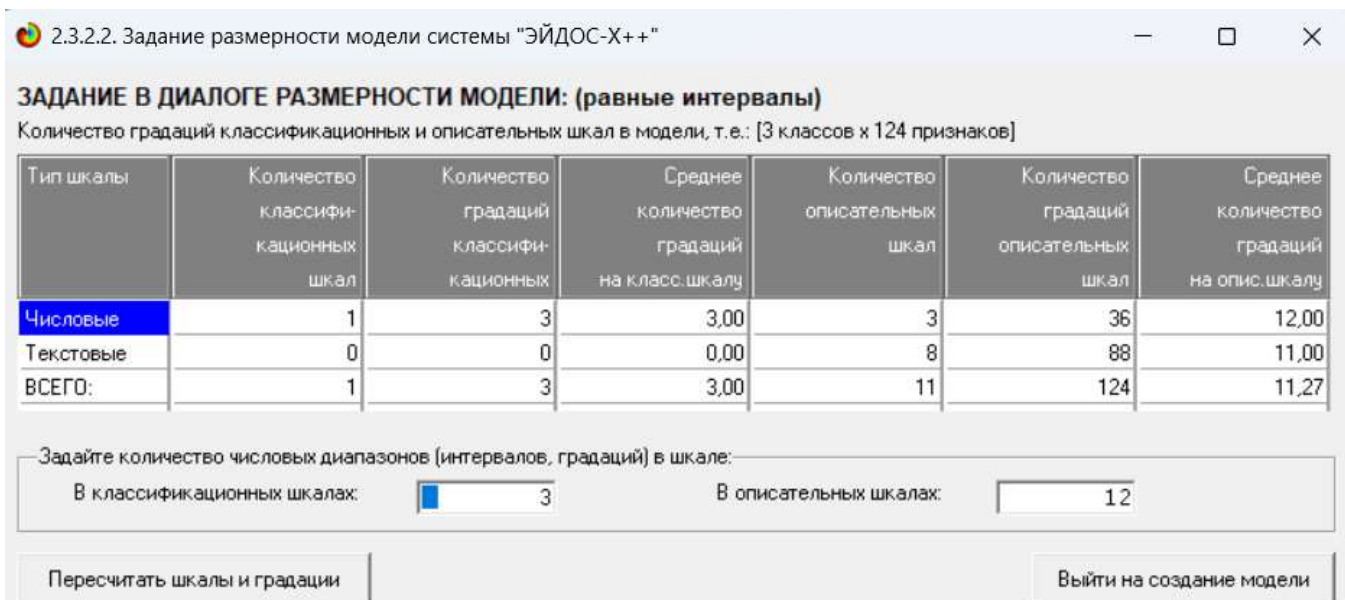 2.3.2.2. Задание размерности модели системы "ЭЙДОС-X++"
ЗАДАНИЕ В ДИАЛОГЕ РАЗМЕРНОСТИ МОДЕЛИ: (равные интервалы)
Количество градаций классификационных и описательных шкал в модели, т.е.: [3 классов x 124 признаков]
Тип шкалы Количество Количество Среднее Количество Количество Среднее
классифи- градаций количество описательных градаций количество
кационных классифи- градаций шкал описательных градаций
шкал кационных на класс.шкалу шкал на опис.шкалу
Числовые 1 3 3,00 3 36 12,00
Текстовые 0 0 0,00 8 88 11,00
ВСЕГО: 1 3 3,00 11 124 11,27
Задайте количество числовых диапазонов (интервалов, градаций) в шкале:
В классификационных шкалах: 3 В описательных шкалах: 12
Пересчитать шкалы и градации Выйти на создание модели